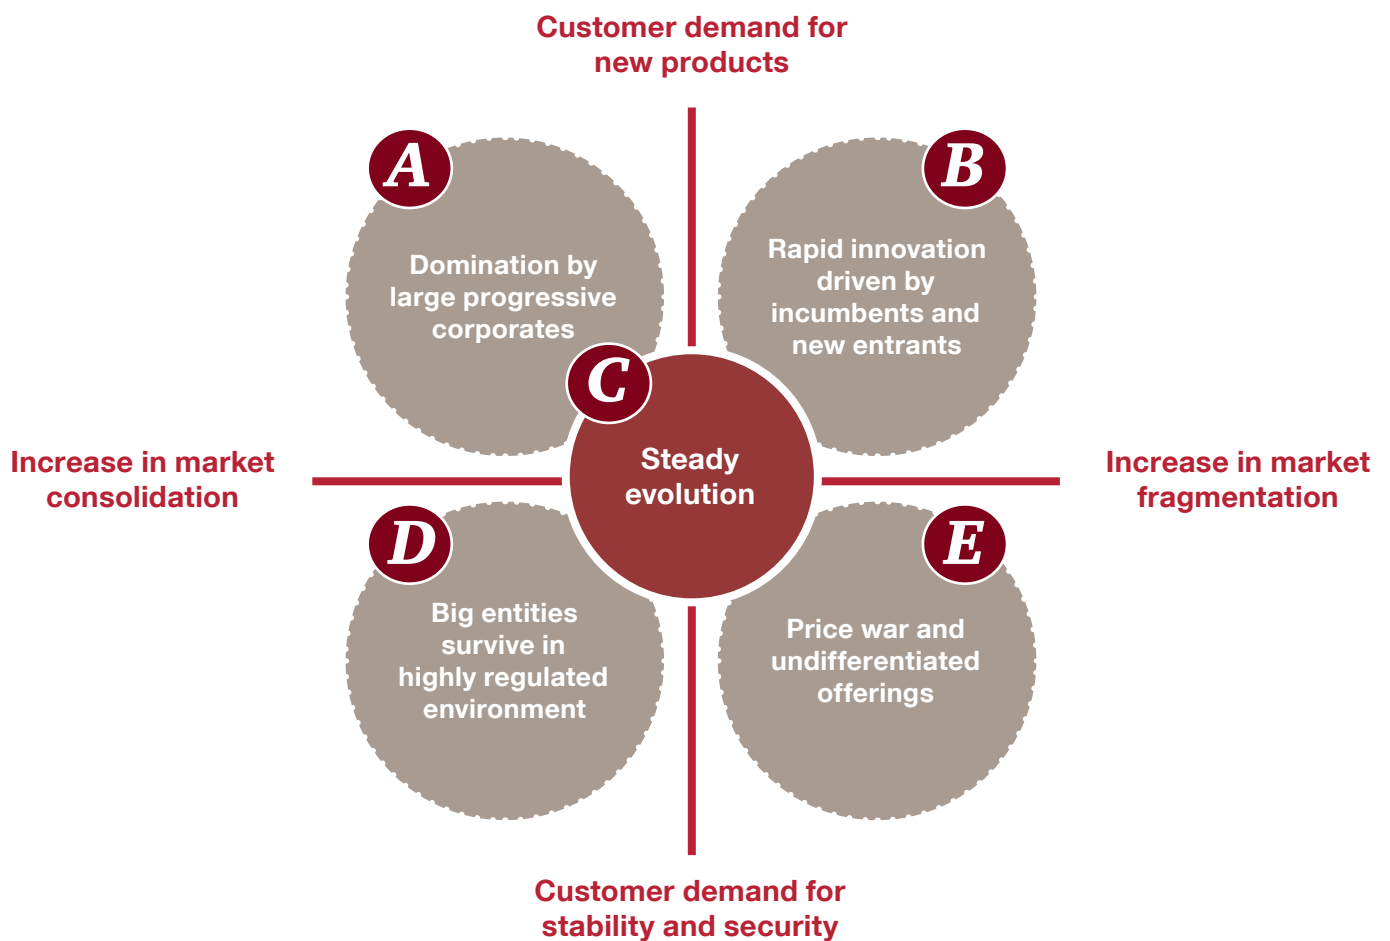 Customer demand for
new products
A
Domination by
large progressive
corporates
B
Rapid innovation
driven by
incumbents and
new entrants
C
Steady
evolution
Increase in market
consolidation
Increase in market
fragmentation
D
Big entities
survive in
highly regulated
environment
E
Price war and
undifferentiated
offerings
Customer demand for
stability and security